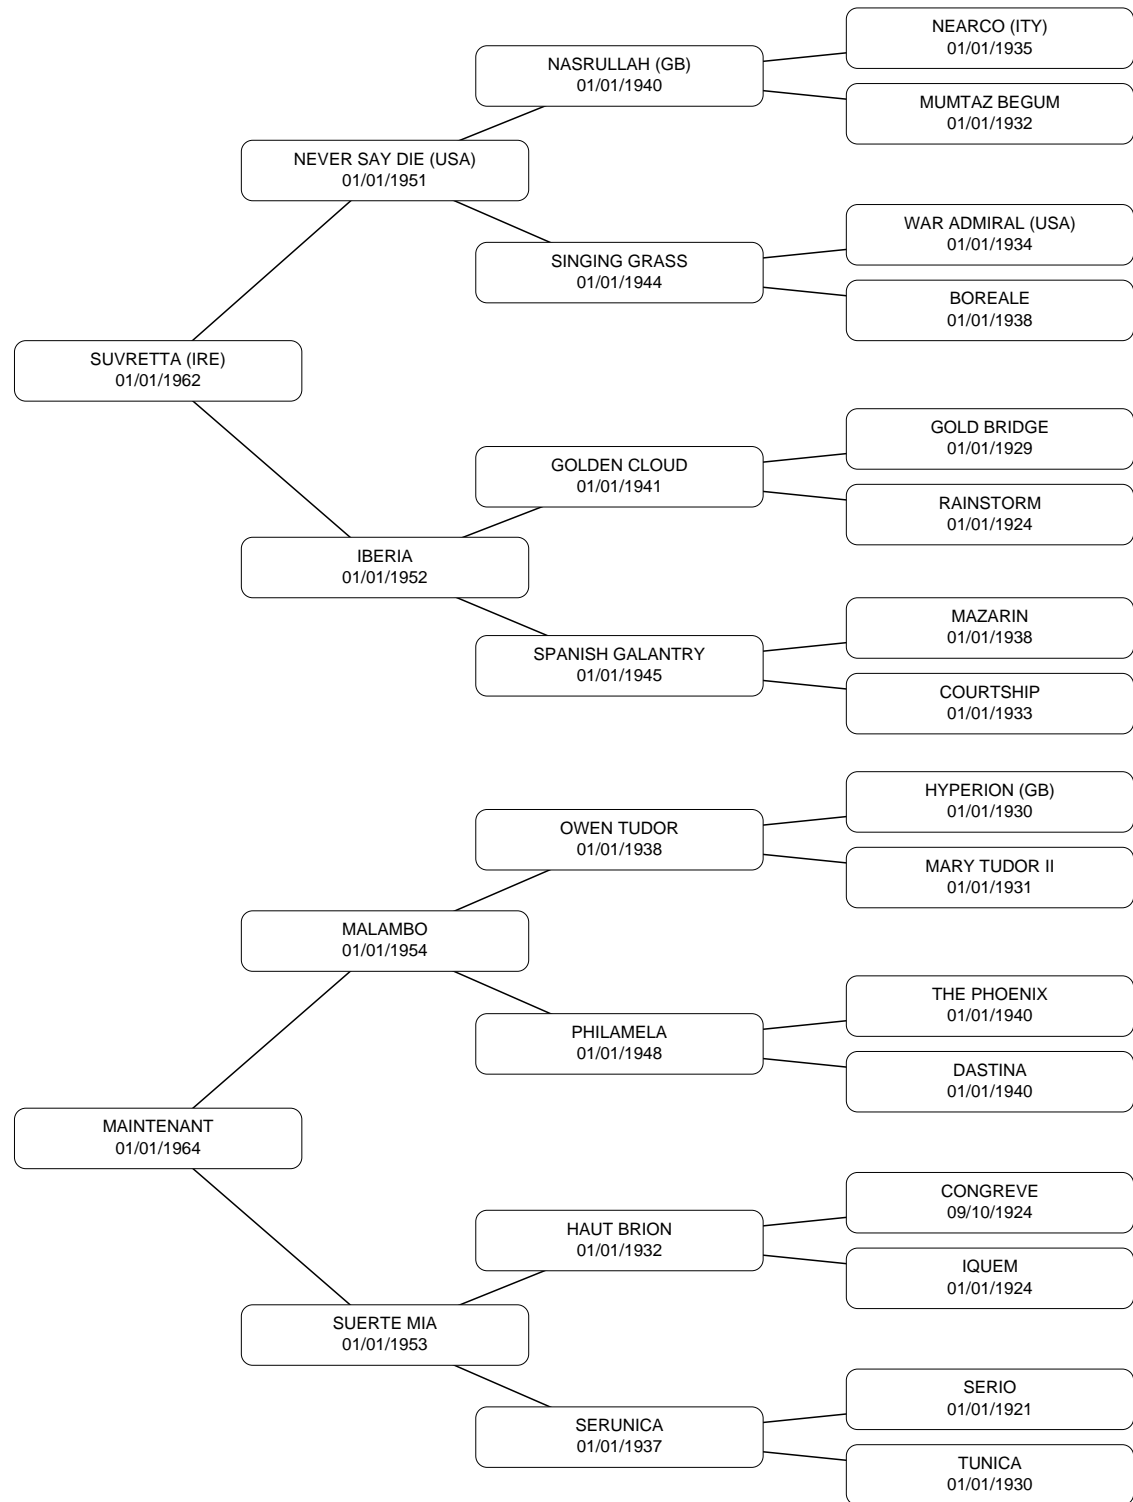 NEARCO (ITY)
01/01/1935
NASRULLAH (GB)
01/01/1940
MUMTAZ BEGUM
01/01/1932
NEVER SAY DIE (USA)
01/01/1951
WAR ADMIRAL (USA)
01/01/1934
SINGING GRASS
01/01/1944
BOREALE
01/01/1938
SUVRETTA (IRE)
01/01/1962
GOLD BRIDGE
01/01/1929
GOLDEN CLOUD
01/01/1941
RAINSTORM
01/01/1924
IBERIA
01/01/1952
MAZARIN
01/01/1938
SPANISH GALANTRY
01/01/1945
COURTSHIP
01/01/1933
HYPERION (GB)
01/01/1930
OWEN TUDOR
01/01/1938
MARY TUDOR II
01/01/1931
MALAMBO
01/01/1954
THE PHOENIX
01/01/1940
PHILAMELA
01/01/1948
DASTINA
01/01/1940
MAINTENANT
01/01/1964
CONGREVE
09/10/1924
HAUT BRION
01/01/1932
IQUEM
01/01/1924
SUERTE MIA
01/01/1953
SERIO
01/01/1921
SERUNICA
01/01/1937
TUNICA
01/01/1930